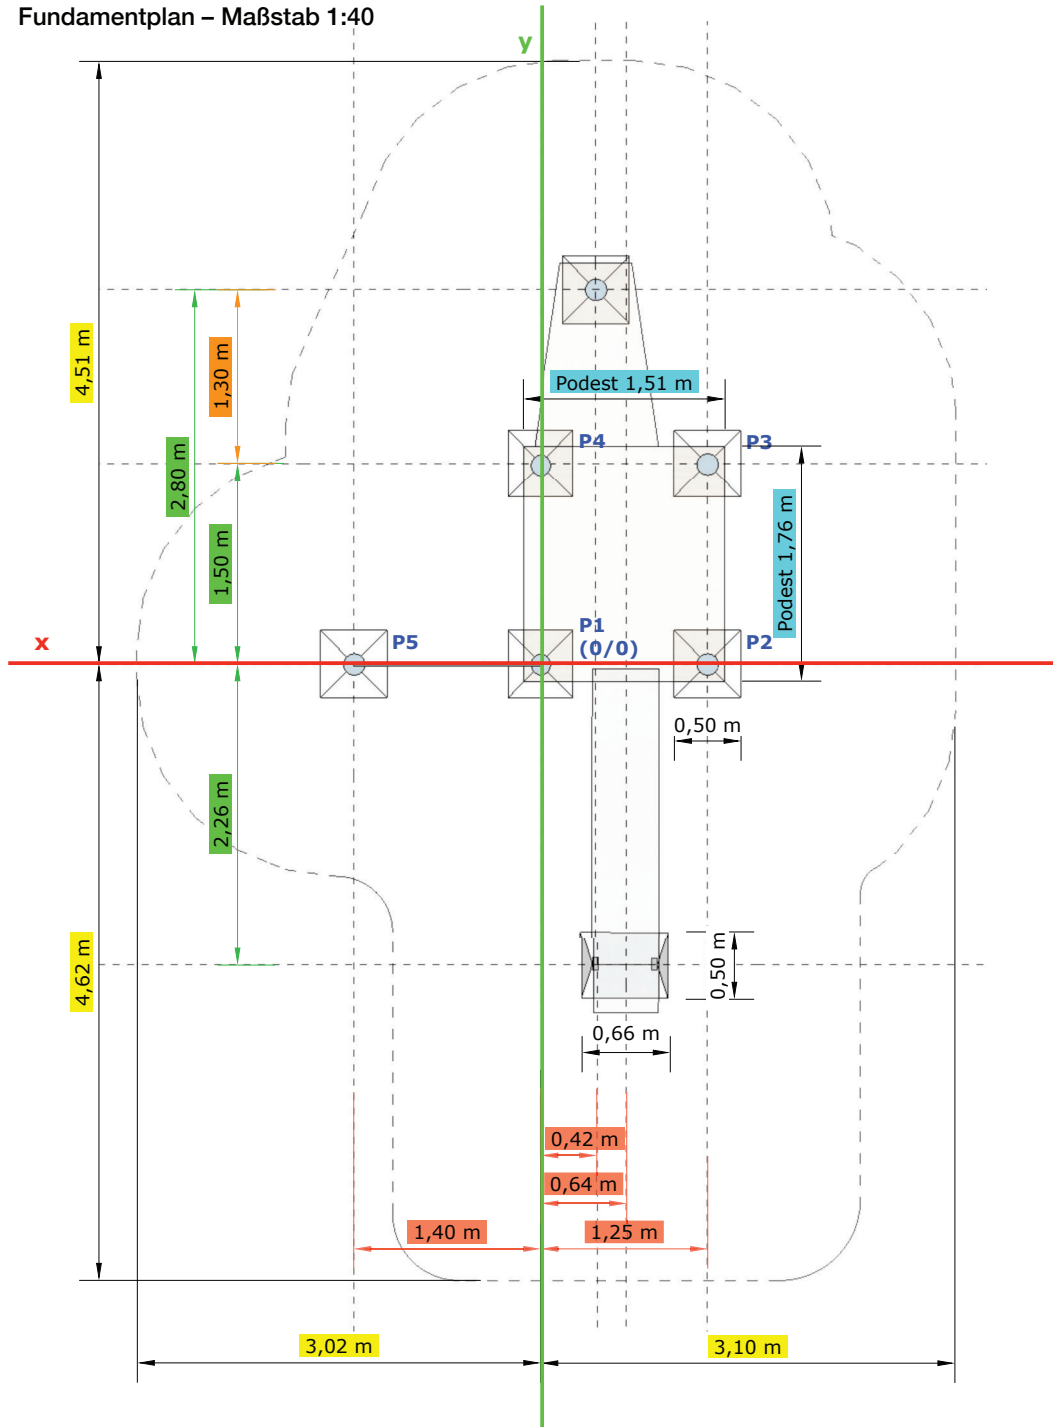 Fundamentplan – Maßstab 1:40
y
4,51 m
1,30 m
2,80 m
Podest 1,51 m
P4
P3
1,50 m
Podest 1,76 m
x
P5
P1
(0/0)
P2
0,50 m
2,26 m
4,62 m
0,50 m
0,66 m
0,42 m
0,64 m
1,40 m
1,25 m
3,02 m
3,10 m